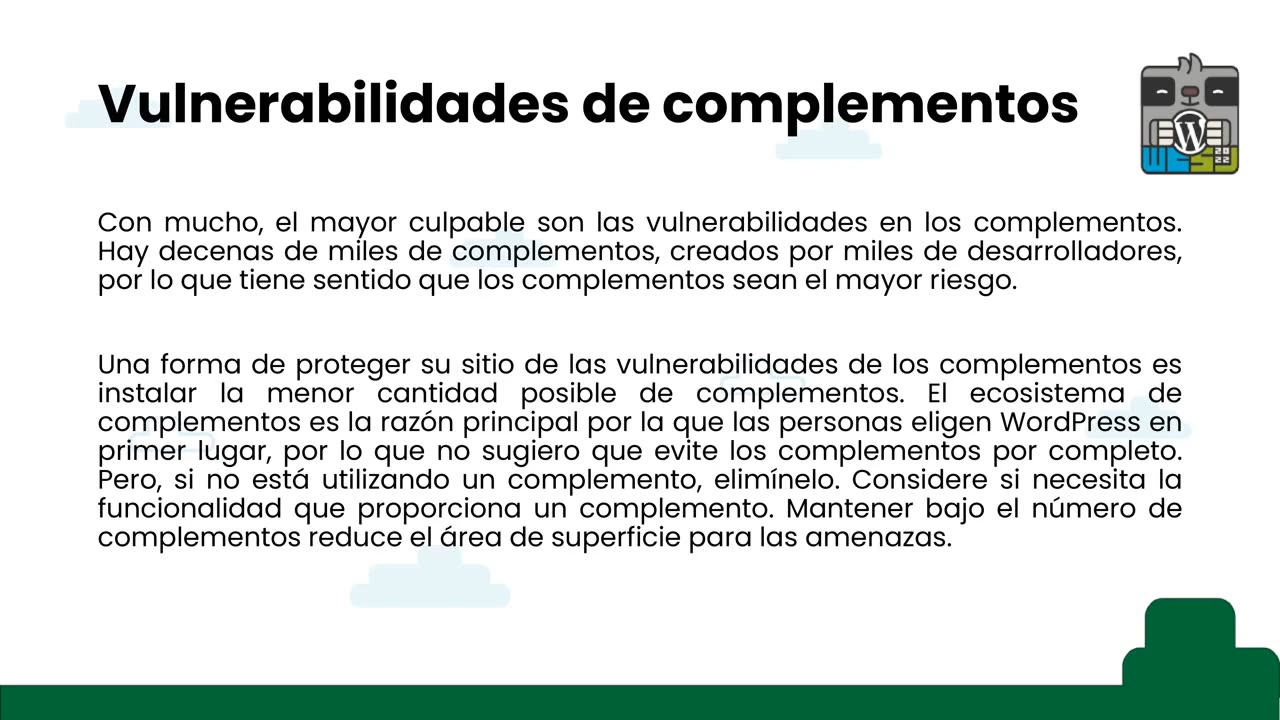 Vulnerabilidades de complementos
Con mucho, el mayor culpable son las vulnerabilidades en los complementos.
Hay decenas de miles de complementos, creados por miles de desarrolladores,
por lo que tiene sentido que los complementos sean el mayor riesgo.
Una forma de proteger su sitio de las vulnerabilidades de los complementos es
instalar la menor cantidad posible de complementos. El ecosistema de
complementos es la razón principal por la que las personas eligen WordPress en
primer lugar, por lo que no sugiero que evite los complementos por completo.
Pero, si no está utilizando un complemento, elimínelo. Considere si necesita la
funcionalidad que proporciona un complemento. Mantener bajo el número de
complementos reduce el área de superficie para las amenazas.